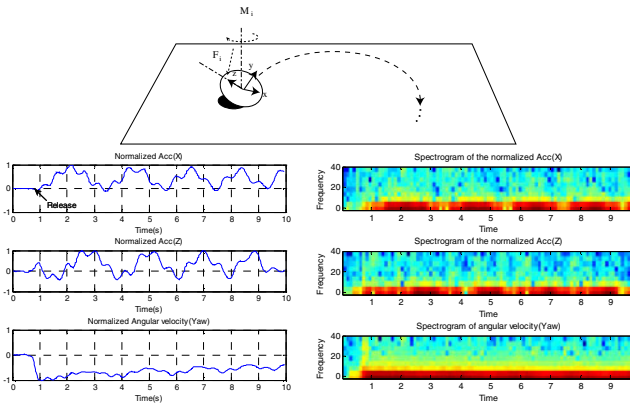 M i
F i
z
y
x
Normalized Acc(X)
1
0
-1
Release
0 1 2 3 4 5 6 7 8 9 10
Time(s)
Spectrogram of the normalized Acc(X)
Frequency
40
20
0
1 2 3 4 5 6 7 8 9
Time
Normalized Acc(Z)
1
0
-1
0 1 2 3 4 5 6 7 8 9 10
Time(s)
Spectrogram of the normalized Acc(Z)
Frequency
40
20
0
1 2 3 4 5 6 7 8 9
Time
Normalized Angular velocity(Yaw)
1
0
-1
0 1 2 3 4 5 6 7 8 9 10
Time(s)
Spectrogram of angular velocity(Yaw)
Frequency
40
20
0
1 2 3 4 5 6 7 8 9
Time